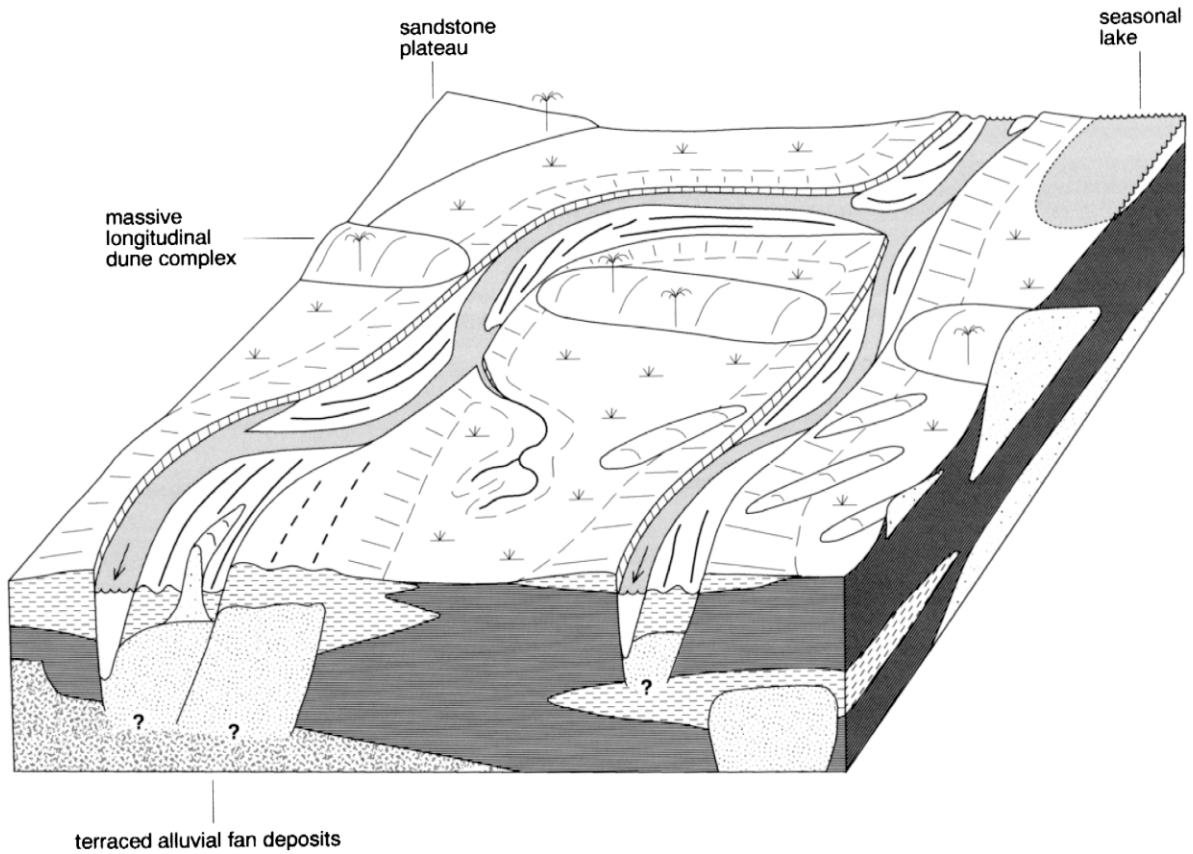 sandstone
plateau
seasonal
lake
massive
longitudinal
dune complex
?
?
?
terraced alluvial fan deposits